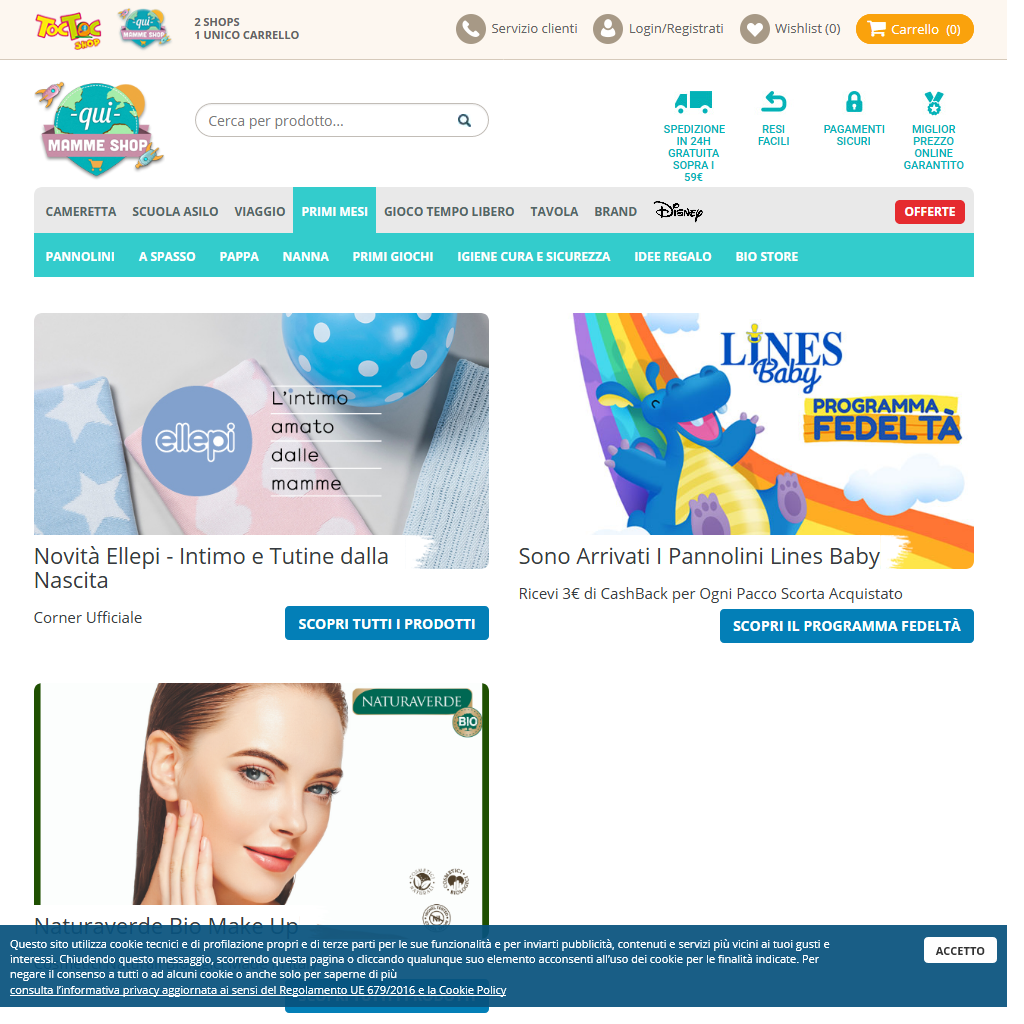 TOC TOC SHOP
-qui- MAMME SHOP
2 SHOPS
1 UNICO CARRELLO
Servizio clienti
Login/Registrati
Wishlist (0)
Carrello (0)
-qui-
MAMME SHOP
Cerca per prodotto...
SPEDIZIONE
IN 24H
GRATUITA
SOPRA I
59€
RESI
FACILI
PAGAMENTI
SICURI
MIGLIOR
PREZZO
ONLINE
GARANTITO
CAMERETTA SCUOLA ASILO VIAGGIO PRIMI MESI GIOCO TEMPO LIBERO TAVOLA BRAND Disney OFFERTE
PANNOLINI A SPASSO PAPPA NANNA PRIMI GIOCHI IGIENE CURA E SICUREZZA IDEE REGALO BIO STORE
ellepi
L'intimo
amato
dalle
mamme
Novità Ellepi - Intimo e Tutine dalla
Nascita
Corner Ufficiale
SCOPRI TUTTI I PRODOTTI
LINES
Baby
PROGRAMMA
FEDELTÀ
Sono Arrivati I Pannolini Lines Baby
Ricevi 3€ di CashBack per Ogni Pacco Scorta Acquistato
SCOPRI IL PROGRAMMA FEDELTÀ
NATURAVERDE
BIO
Naturaverde Bio Make Up
Questo sito utilizza cookie tecnici e di profilazione propri e di terze parti per le sue funzionalità e per inviarti pubblicità, contenuti e servizi più vicini ai tuoi gusti e
interessi. Chiudendo questo messaggio, scorrendo questa pagina o cliccando qualunque suo elemento acconsenti all'uso dei cookie per le finalità indicate. Per
negare il consenso a tutti o ad alcuni cookie o anche solo per saperne di più
consulta l'informativa privacy aggiornata ai sensi del Regolamento UE 679/2016 e la Cookie Policy
ACCETTO